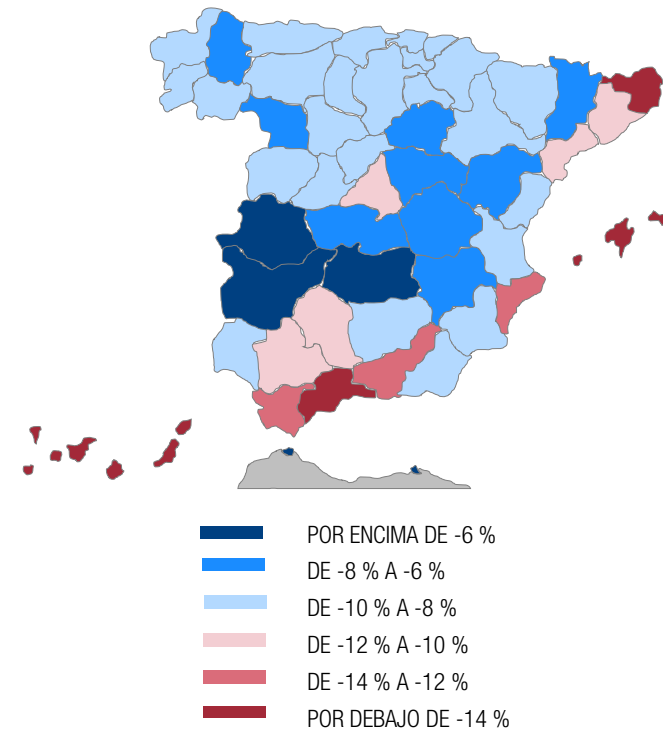 POR ENCIMA DE -6 %
DE -8 % A -6 %
DE -10 % A -8 %
DE -12 % A -10 %
DE -14 % A -12 %
POR DEBAJO DE -14 %